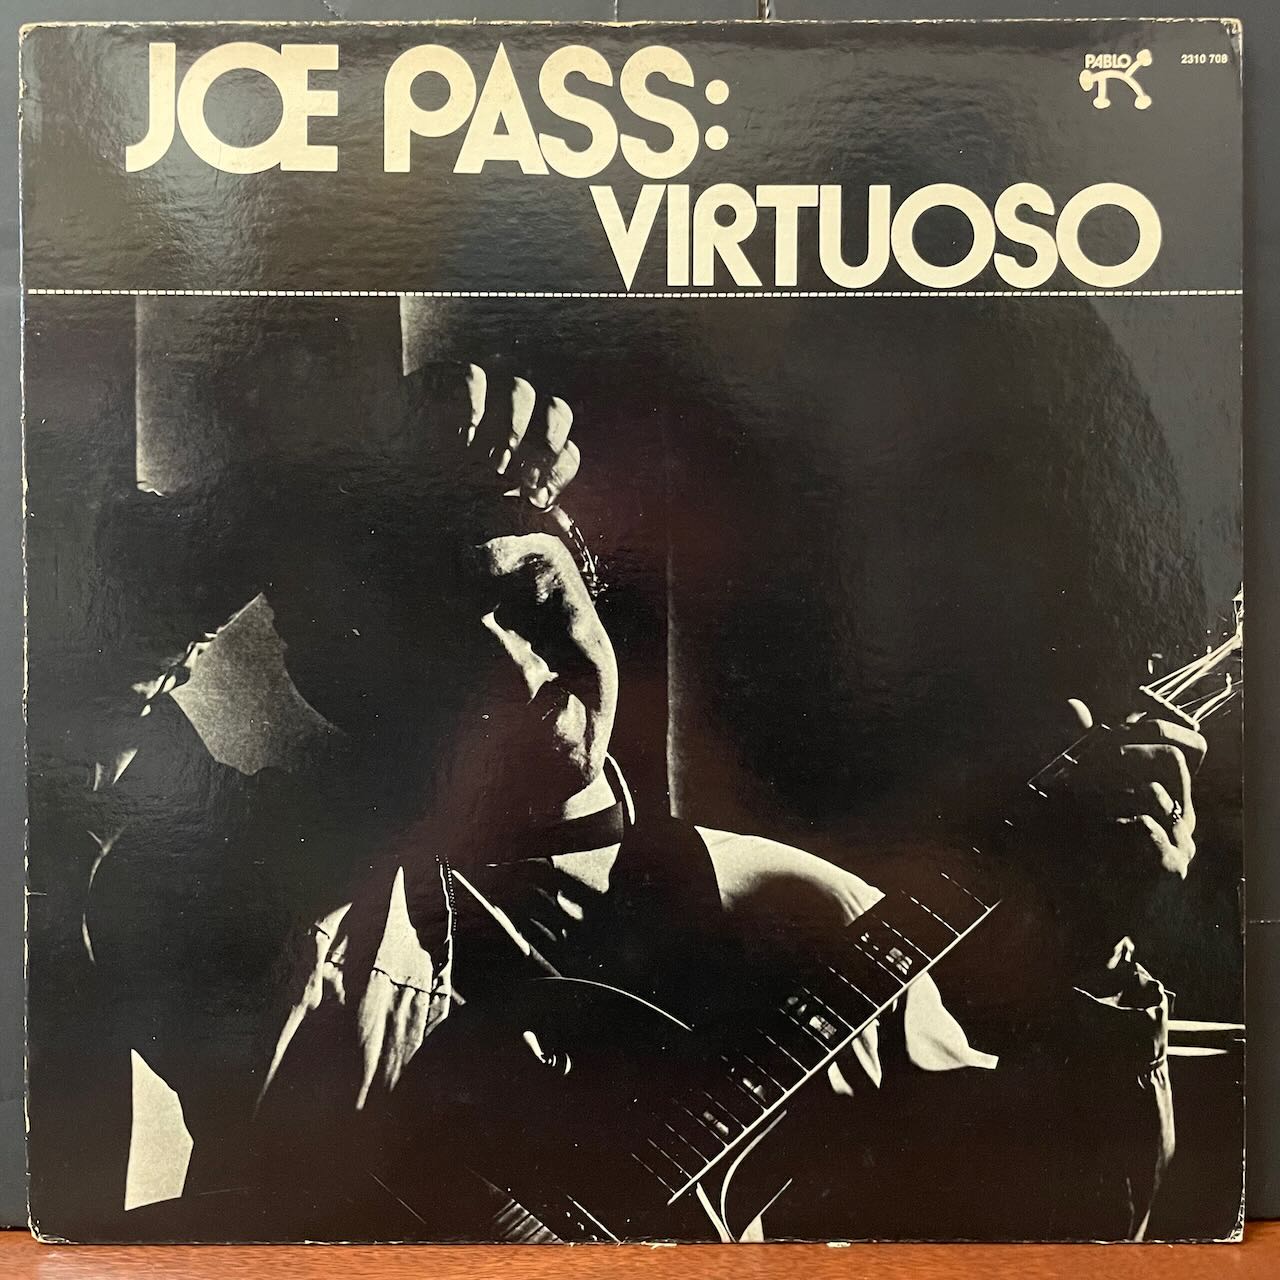 JOE PASS:
VIRTUOSO
PABLO
2310 708